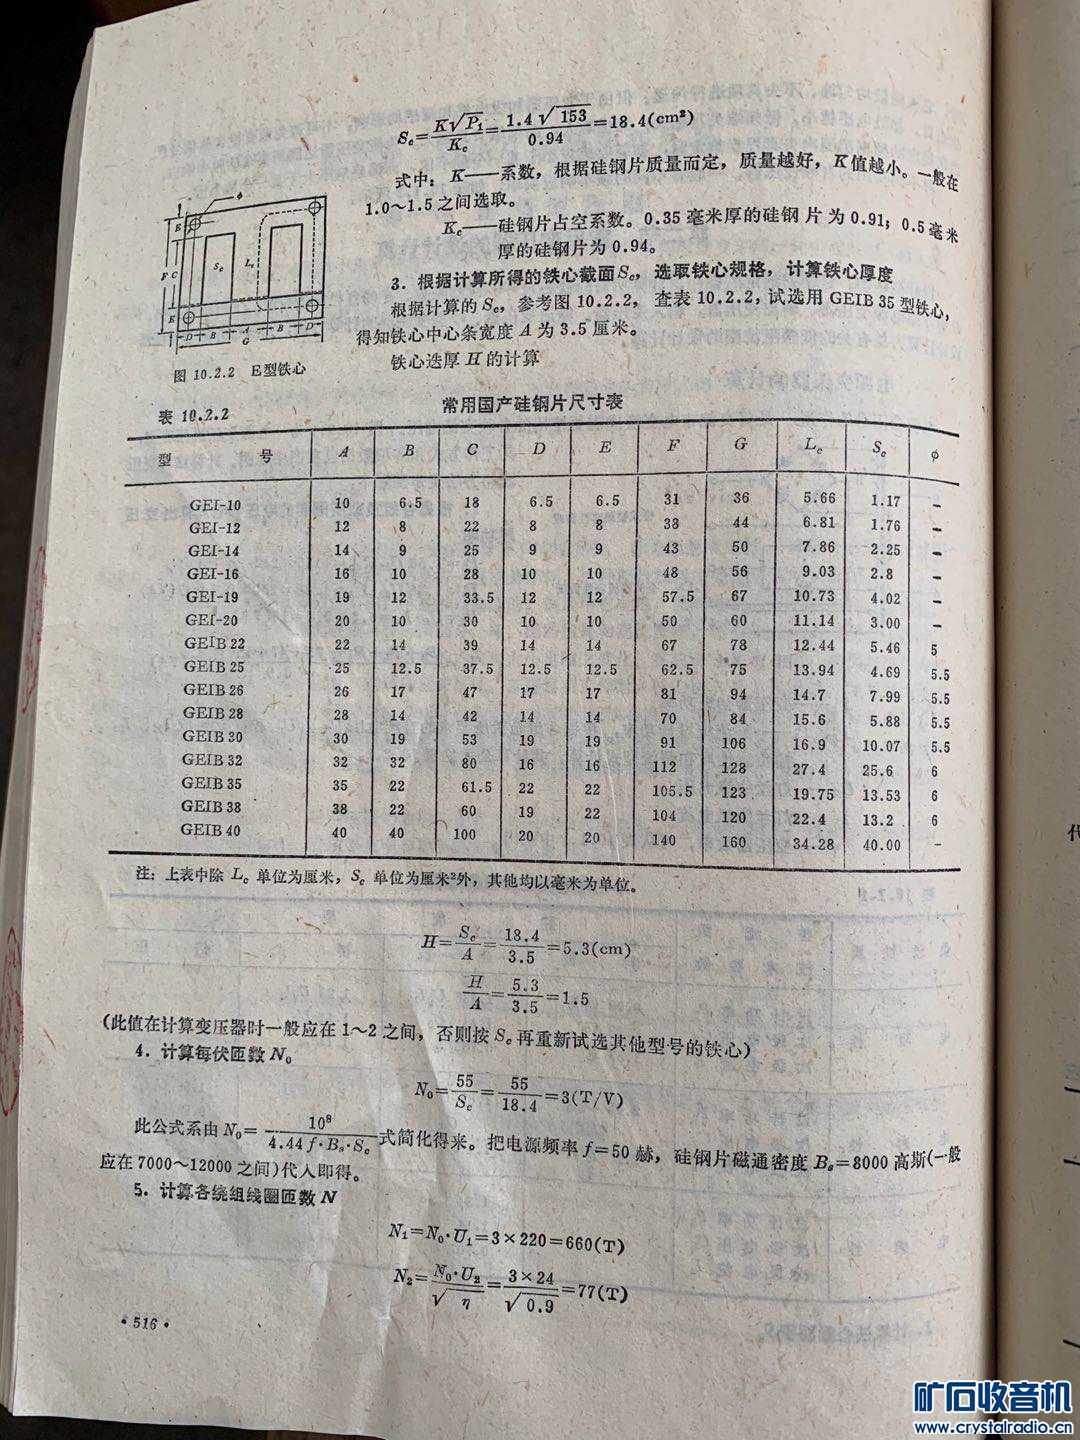 S_c=K√P₁/K_c=1.4√153/0.94=18.4(cm²)
式中：K——系数，根据硅钢片质量而定，质量越好，K值越小。一般在
1.0～1.5之间选取。
K_c——硅钢片占空系数。0.35毫米厚的硅钢片为0.91；0.5毫米
厚的硅钢片为0.94。
3．根据计算所得的铁心截面S_c，选取铁心规格，计算铁心厚度
根据计算的S_c，参考图10.2.2，查表10.2.2，试选用GEIB 35型铁心，
得知铁心中心条宽度A为3.5厘米。
铁心迭厚H的计算
ϕ
E
F C
S_c
L_c
E
D B A B D
G
图 10.2.2 E型铁心
表 10.2.2 常用国产硅钢片尺寸表
型 号 A B C D E F G L_c S_c ϕ
GEI-10 10 6.5 18 6.5 6.5 31 36 5.66 1.17 –
GEI-12 12 8 22 8 8 38 44 6.81 1.76 –
GEI-14 14 9 25 9 9 43 50 7.86 2.25 –
GEI-16 16 10 28 10 10 48 56 9.03 2.8 –
GEI-19 19 12 33.5 12 12 57.5 67 10.73 4.02 –
GEI-20 20 10 30 10 10 50 60 11.14 3.00 –
GEIB 22 22 14 39 14 14 67 78 12.44 5.46 5
GEIB 25 25 12.5 37.5 12.5 12.5 62.5 75 13.94 4.69 5.5
GEIB 26 26 17 47 17 17 81 94 14.7 7.99 5.5
GEIB 28 28 14 42 14 14 70 84 15.6 5.88 5.5
GEIB 30 30 19 53 19 19 91 106 16.9 10.07 5.5
GEIB 32 32 32 80 16 16 112 128 27.4 25.6 6
GEIB 35 35 22 61.5 22 22 105.5 123 19.75 13.53 6
GEIB 38 38 22 60 19 22 104 120 22.4 13.2 6
GEIB 40 40 40 100 20 20 140 160 34.28 40.00 –
注：上表中除L_c单位为厘米，S_c单位为厘米²外，其他均以毫米为单位。
H=S_c/A=18.4/3.5=5.3(cm)
H/A=5.3/3.5=1.5
(此值在计算变压器时一般应在1～2之间，否则按S_c再重新试选其他型号的铁心)
4．计算每伏匝数N₀
N₀=55/S_c=55/18.4=3(T/V)
此公式系由N₀=10⁸/4.44f·B_s·S_c式简化得来。把电源频率f=50赫，硅钢片磁通密度B_s=8000高斯(一般
应在7000～12000之间)代入即得。
5．计算各绕组线圈匝数N
N₁=N₀·U₁=3×220=660(T)
N₂=N₀·U₂/√η=3×24/√0.9=77(T)
·516·
代
矿石收音机
www.crystalradio.cn